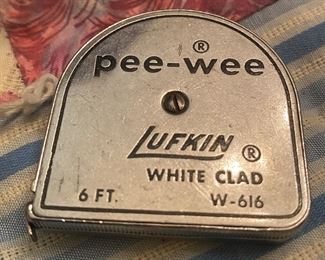 ®
pee-wee
LUFKIN ®
WHITE CLAD
6 FT. W-616